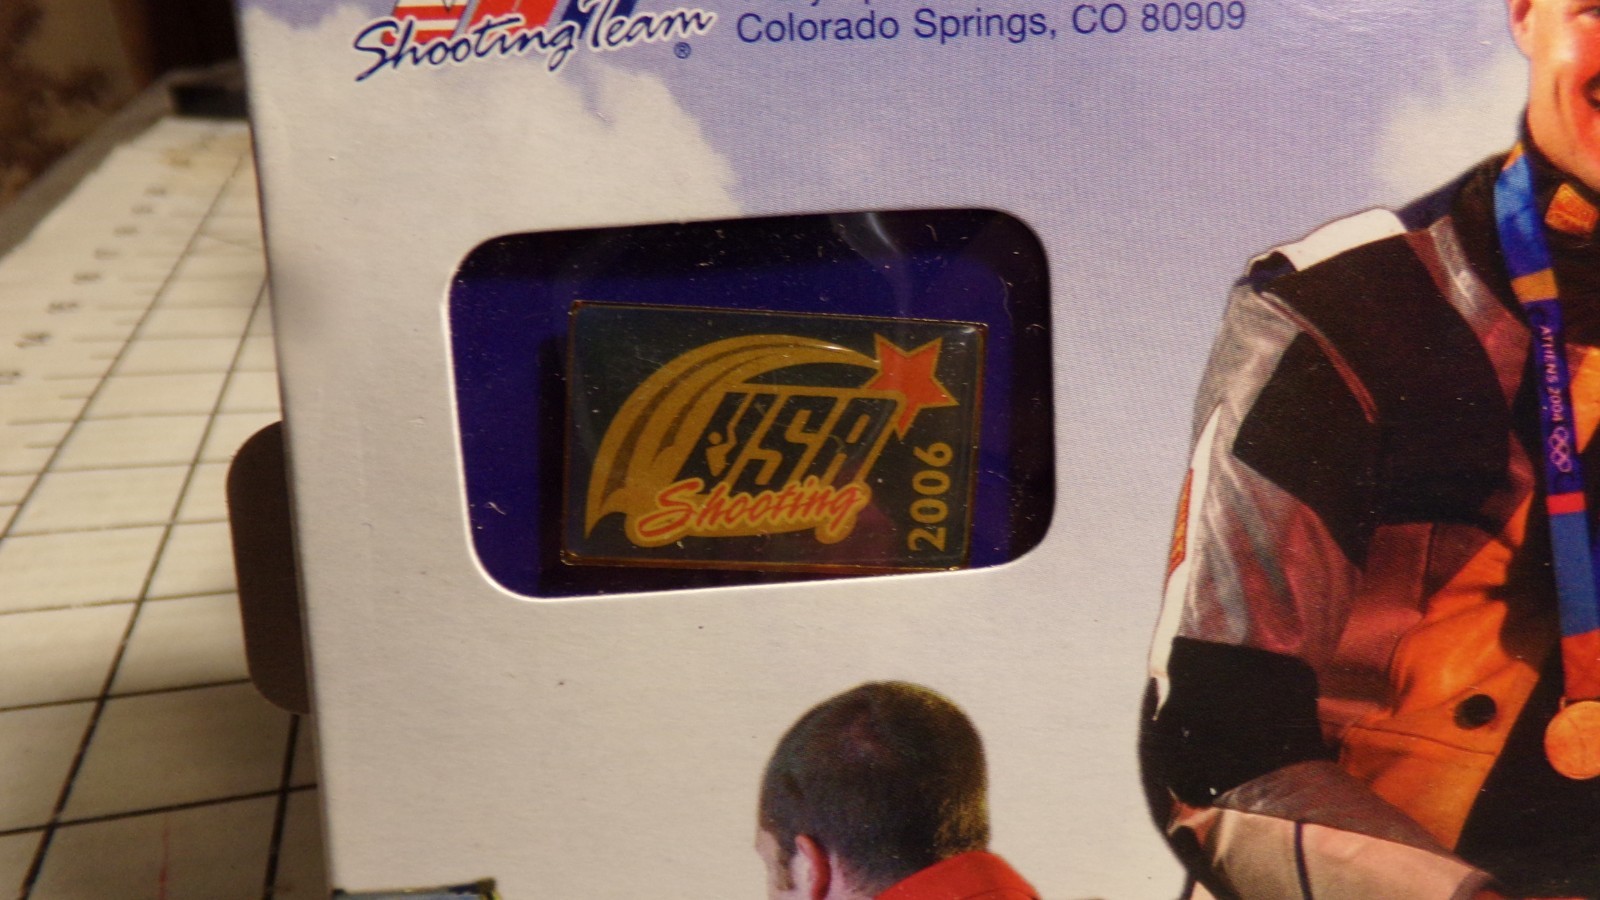 Shooting Team®
Colorado Springs, CO 80909
USA
Shooting
2006
ATHENS 2004